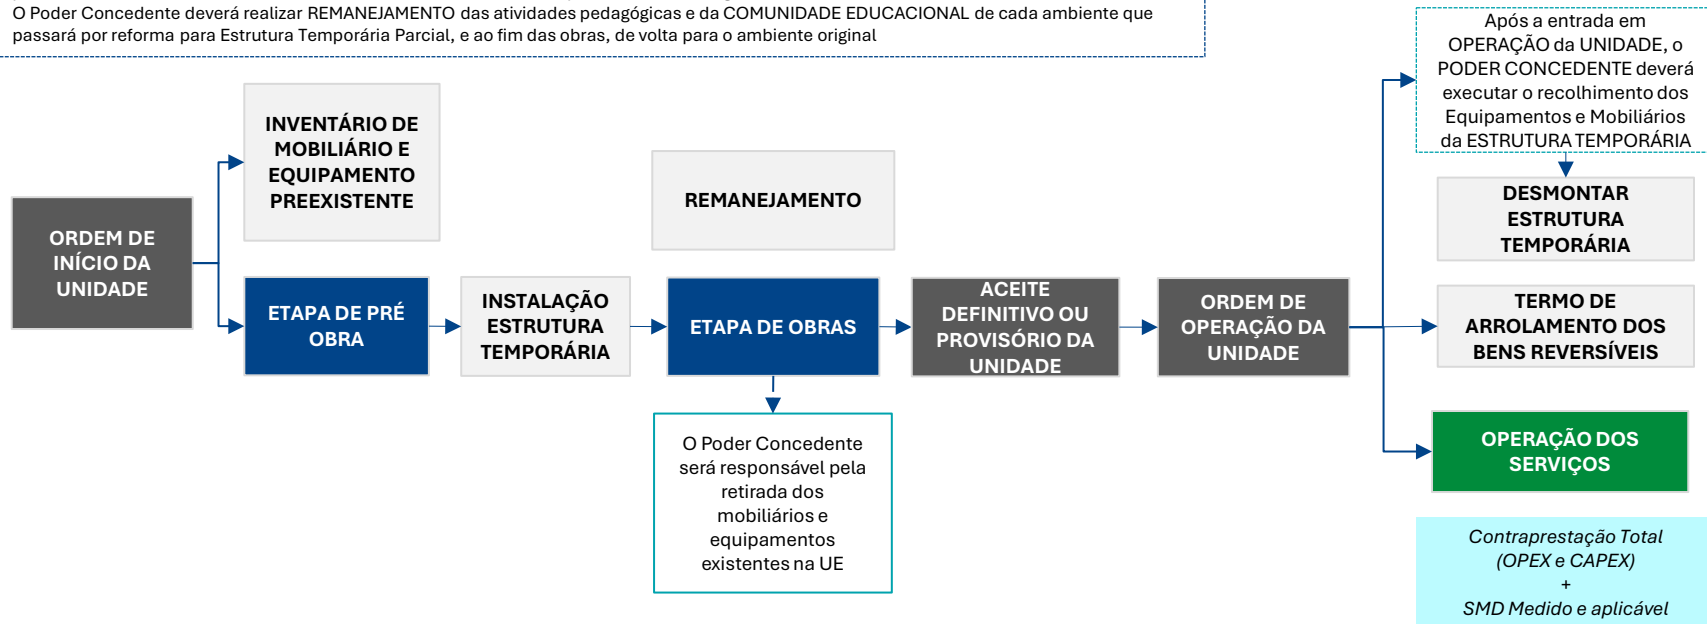 O Poder Concedente deverá realizar REMANEJAMENTO das atividades pedagógicas e da COMUNIDADE EDUCACIONAL de cada ambiente que
passará por reforma para Estrutura Temporária Parcial, e ao fim das obras, de volta para o ambiente original
ORDEM DE
INÍCIO DA
UNIDADE
INVENTÁRIO DE
MOBILIÁRIO E
EQUIPAMENTO
PREEXISTENTE
ETAPA DE PRÉ
OBRA
INSTALAÇÃO
ESTRUTURA
TEMPORÁRIA
REMANEJAMENTO
ETAPA DE OBRAS
O Poder Concedente
será responsável pela
retirada dos
mobiliários e
equipamentos
existentes na UE
ACEITE
DEFINITIVO OU
PROVISÓRIO DA
UNIDADE
ORDEM DE
OPERAÇÃO DA
UNIDADE
Após a entrada em
OPERAÇÃO da UNIDADE, o
PODER CONCEDENTE deverá
executar o recolhimento dos
Equipamentos e Mobiliários
da ESTRUTURA TEMPORÁRIA
DESMONTAR
ESTRUTURA
TEMPORÁRIA
TERMO DE
ARROLAMENTO DOS
BENS REVERSÍVEIS
OPERAÇÃO DOS
SERVIÇOS
Contraprestação Total
(OPEX e CAPEX)
+
SMD Medido e aplicável